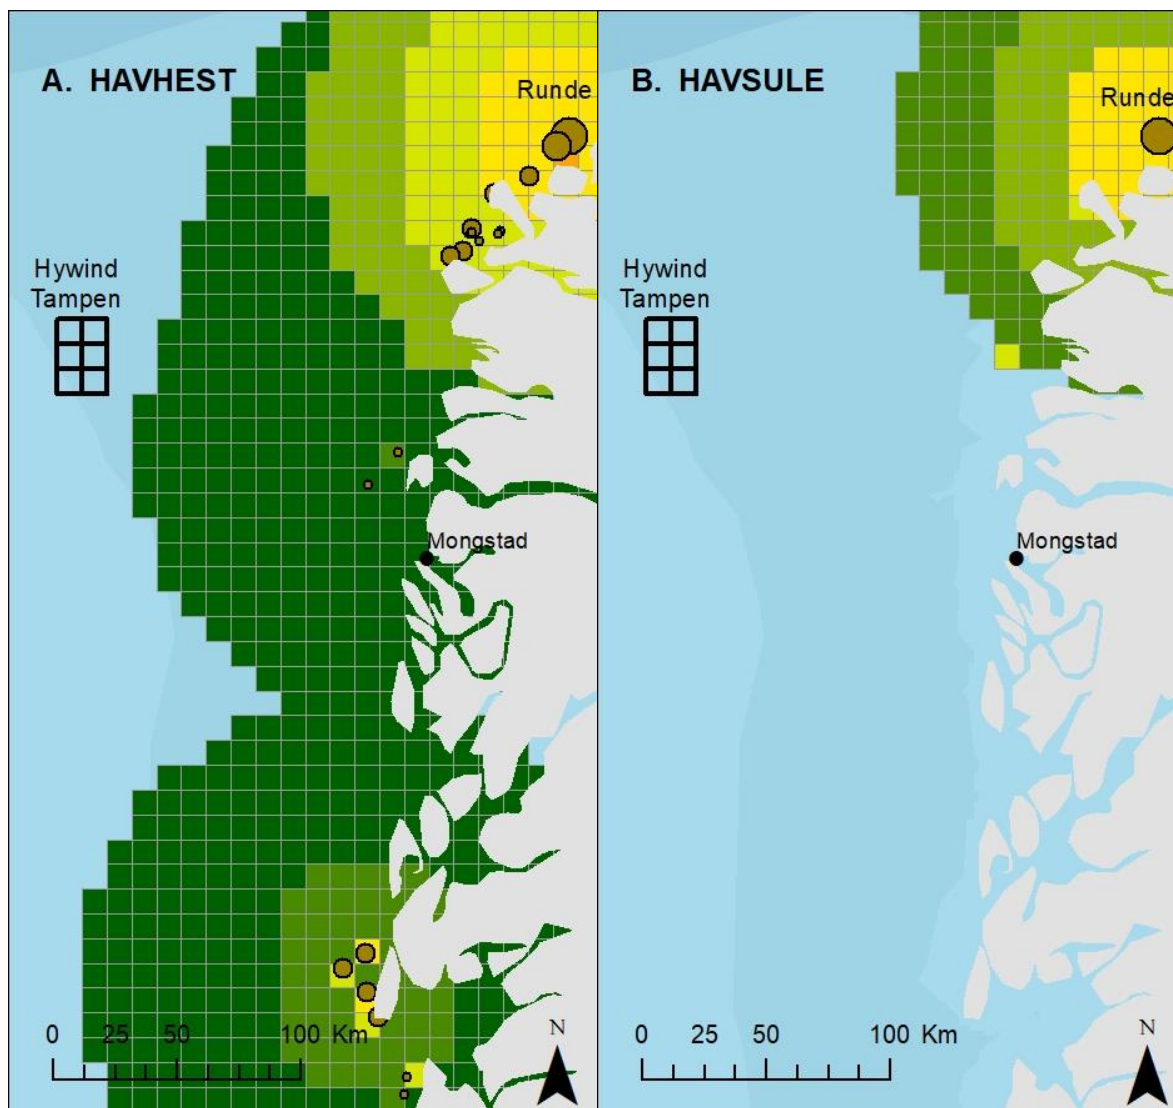 A. HAVHEST
Runde
Hywind
Tampen
Mongstad
0 25 50 100 Km
N
B. HAVSULE
Runde
Hywind
Tampen
Mongstad
0 25 50 100 Km
N